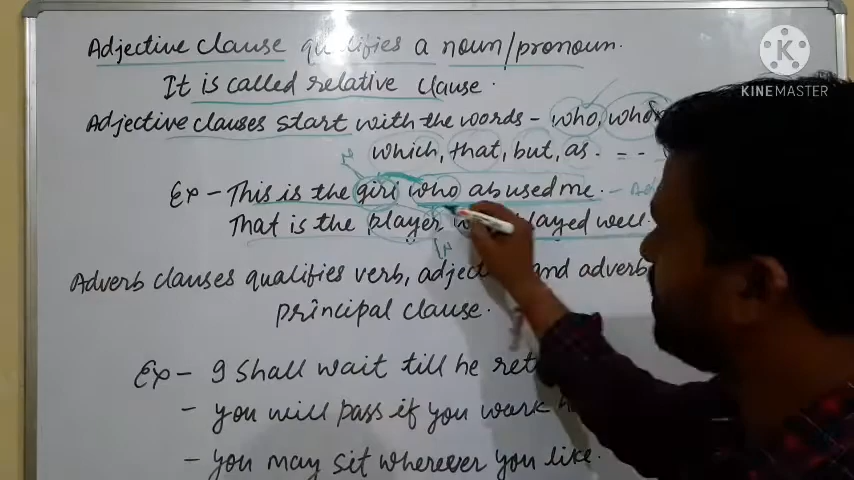 Adjective clause qualifies a noun/pronoun.
It is called relative clause.
Adjective clauses start with the words - who, whom
which, that, but, as. - - -
Ex - This is the girl who abused me. - Ad
That is the player played well.
Adverb clauses qualifies verb, and adverb
principal clause.
Ex - I shall wait till he
- you will pass if you work
- you may sit wherever you like.
K
KINEMASTER
N
N